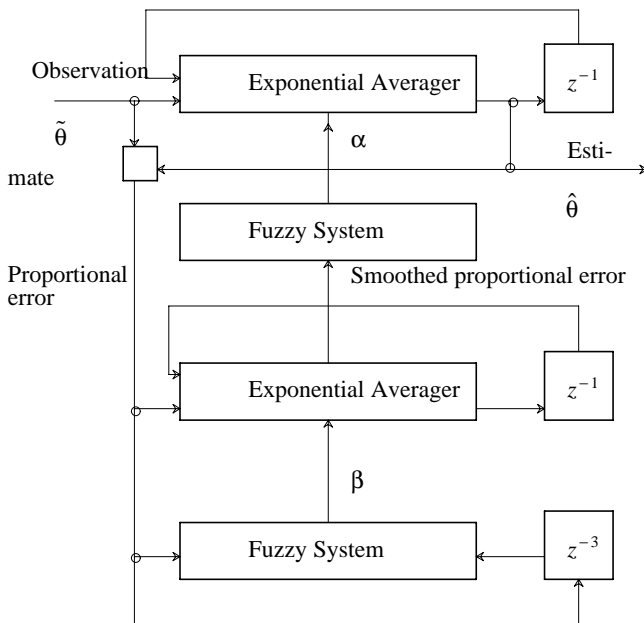 Observation
Exponential Averager
z⁻¹
θ̃
α
Esti-
mate
θ̂
Fuzzy System
Proportional
error
Smoothed proportional error
Exponential Averager
z⁻¹
β
Fuzzy System
z⁻³